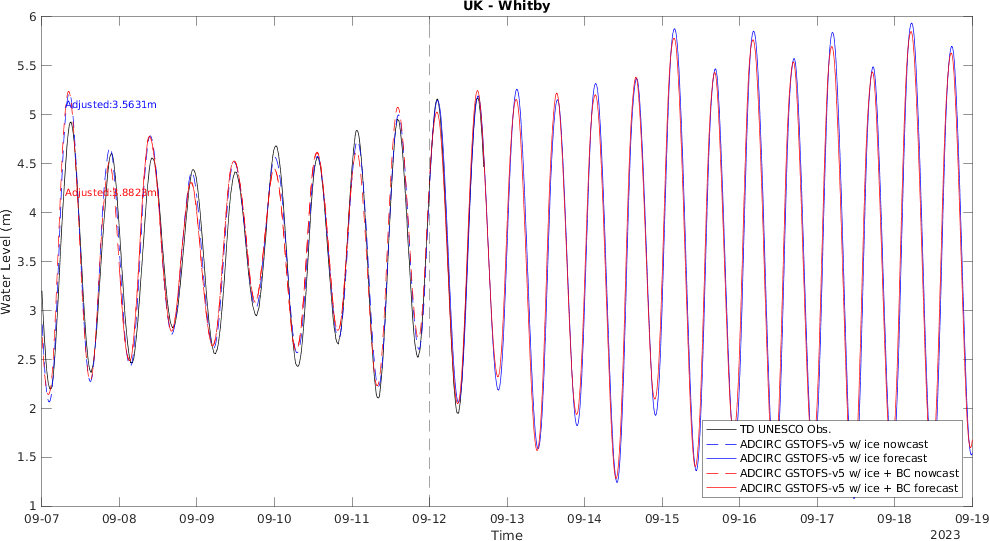 UK - Whitby
Water Level (m)
6
5.5
5
4.5
4
3.5
3
2.5
2
1.5
1
Adjusted:3.5631m
TD UNESCO Obs.
ADCIRC GSTOFS-v5 w/ ice nowcast
ADCIRC GSTOFS-v5 w/ ice forecast
ADCIRC GSTOFS-v5 w/ ice + BC nowcast
ADCIRC GSTOFS-v5 w/ ice + BC forecast
09-07 09-08 09-09 09-10 09-11 09-12 09-13 09-14 09-15 09-16 09-17 09-18 09-19
Time
2023